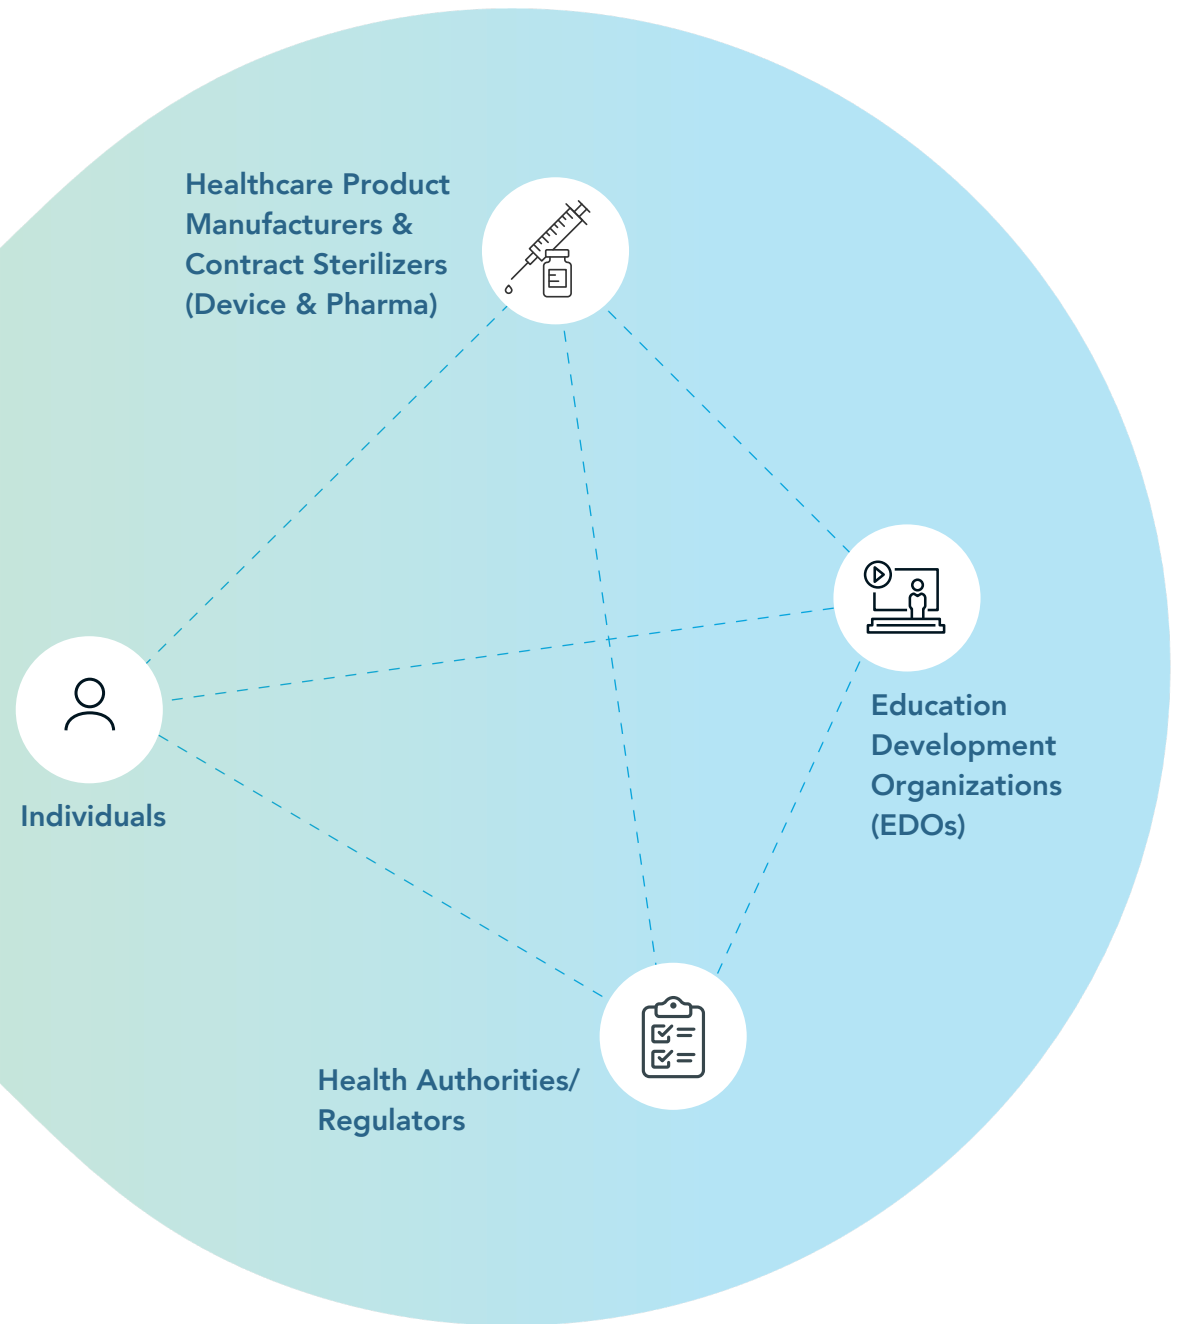 Healthcare Product
Manufacturers &
Contract Sterilizers
(Device & Pharma)
Education
Development
Organizations
(EDOs)
Individuals
Health Authorities/
Regulators